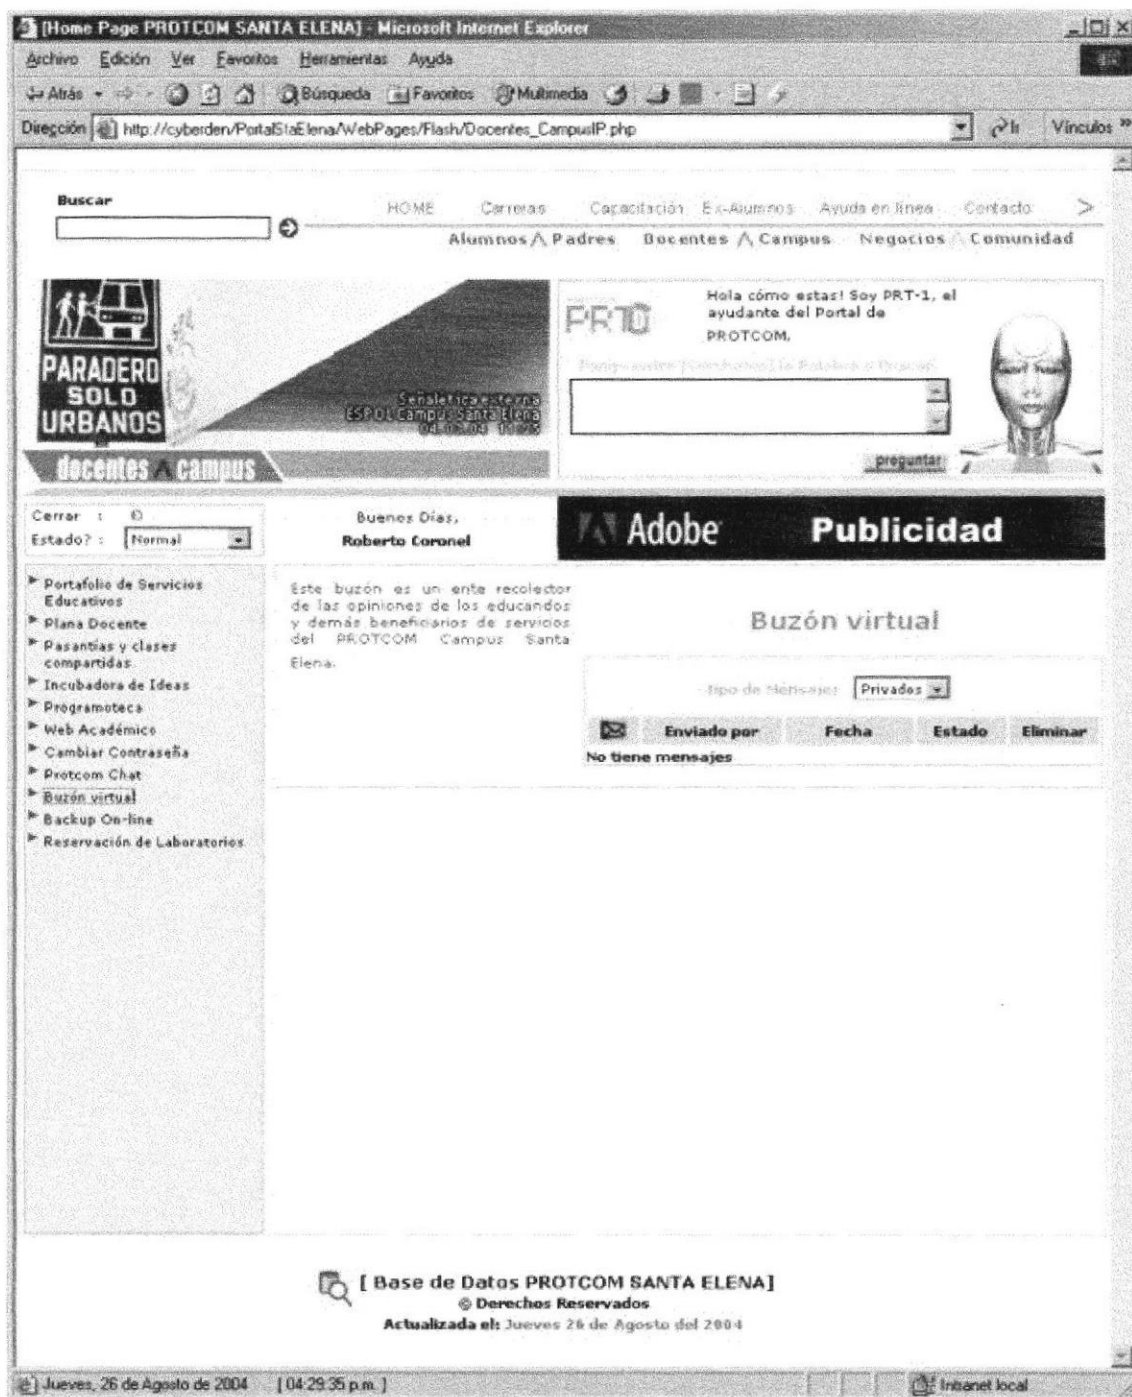 [Home Page PROTCOM SANTA ELENA] - Microsoft Internet Explorer
Archivo Edición Ver Favoritos Herramientas Ayuda
Atrás Búsqueda Favoritos Multimedia
Dirección http://cyberden/PortalStaElena/WebPages/Flash/Docentes_CampusIP.php Ir Vínculos »
Buscar
HOME Carreras Capacitación Ex-Alumnos Ayuda en línea Contacto >
Alumnos Λ Padres Docentes Λ Campus Negocios Λ Comunidad
PARADERO
SOLO
URBANOS
Señalética externa
ESPOL Campus Santa Elena
docentes Λ campus
Hola cómo estas! Soy PRT-1, el
ayudante del Portal de
PROTCOM.
la Palabra a Buscar
preguntar
Cerrar :
Estado? : Normal
Buenos Días,
Roberto Coronel
Adobe Publicidad
Portafolio de Servicios
Educativos
Plana Docente
Pasantías y clases
compartidas
Incubadora de Ideas
Programoteca
Web Académico
Cambiar Contraseña
Protcom Chat
Buzón virtual
Backup On-line
Reservación de Laboratorios
Este buzón es un ente recolector
de las opiniones de los educandos
y demás beneficiarios de servicios
del PROTCOM Campus Santa
Elena.
Buzón virtual
Tipo de Mensaje: Privados
Enviado por Fecha Estado Eliminar
No tiene mensajes
[ Base de Datos PROTCOM SANTA ELENA]
© Derechos Reservados
Actualizada el: Jueves 26 de Agosto del 2004
Jueves, 26 de Agosto de 2004 [ 04:29:35 p.m. ] Intranet local